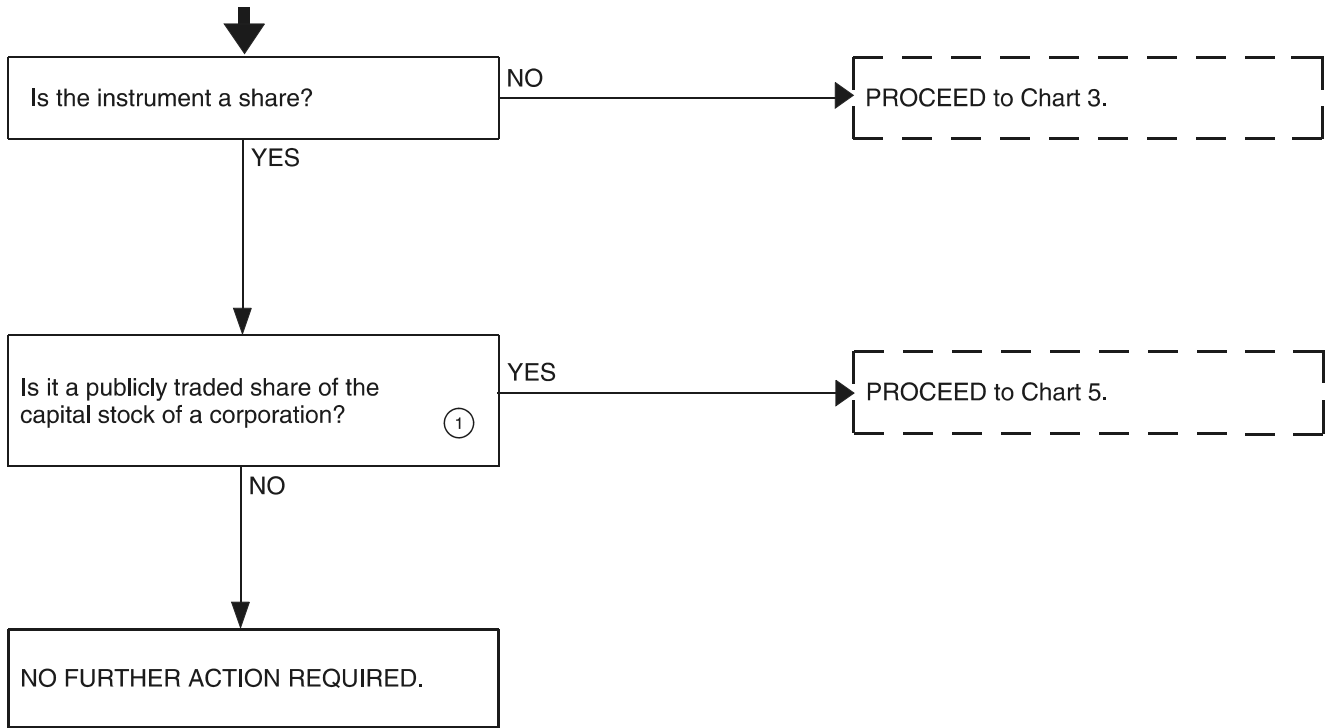 Is the instrument a share?
NO
PROCEED to Chart 3.
YES
Is it a publicly traded share of the
capital stock of a corporation?
1
YES
PROCEED to Chart 5.
NO
NO FURTHER ACTION REQUIRED.